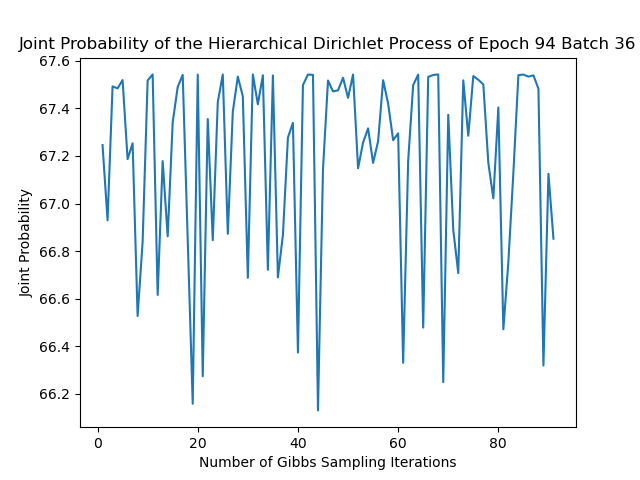 Joint Probability of the Hierarchical Dirichlet Process of Epoch 94 Batch 36
67.6
67.4
67.2
67.0
66.8
66.6
66.4
66.2
Joint Probability
0 20 40 60 80
Number of Gibbs Sampling Iterations